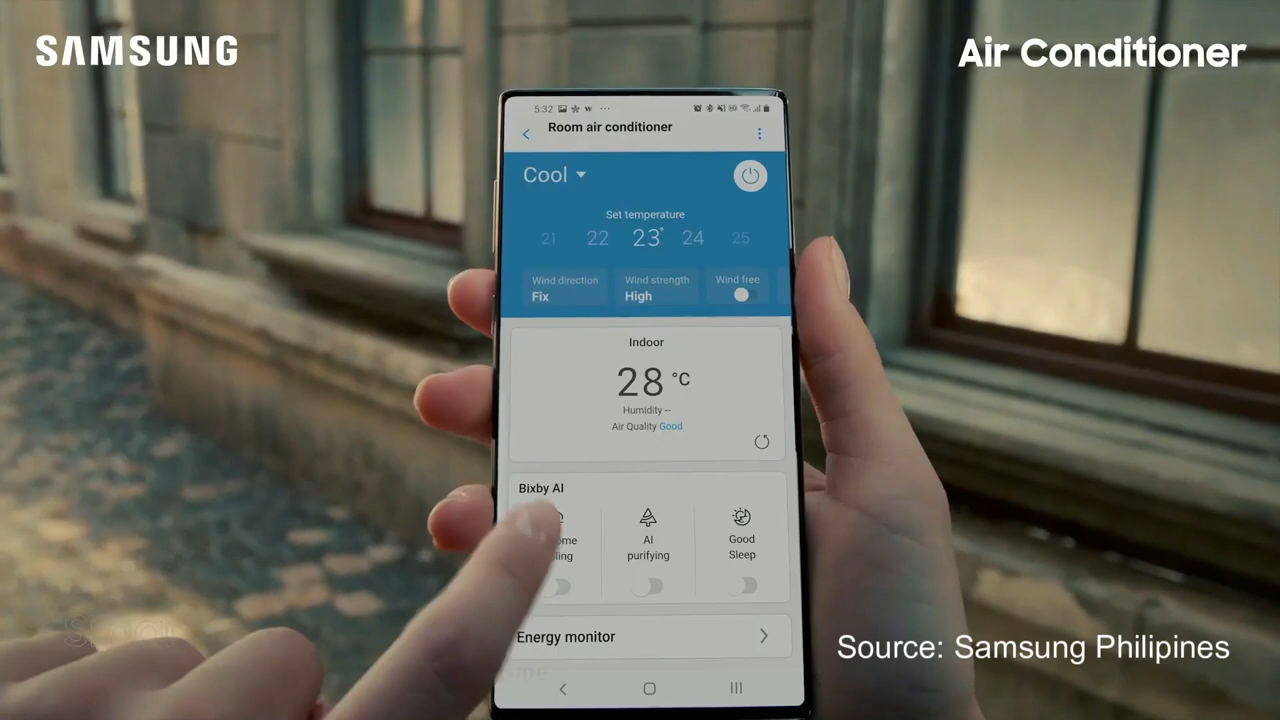 SAMSUNG
Air Conditioner
5:32
Room air conditioner
Cool
Set temperature
21 22 23° 24 25
Wind direction
Fix
Wind strength
High
Wind free
Indoor
28 °C
Humidity --
Air Quality Good
Bixby AI
AI
purifying
Good
Sleep
Energy monitor
Source: Samsung Philipines